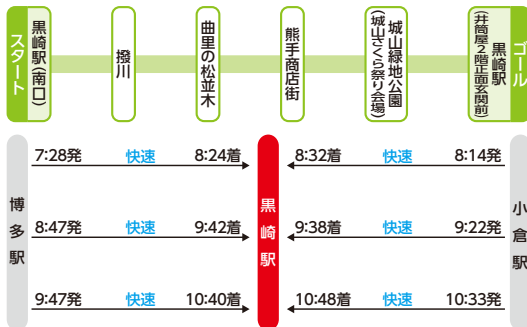 スタート
黒崎駅(南口)
撥川
曲里の松並木
熊手商店街
城山緑地公園
(城山さくら祭り会場)
黒崎駅
(井筒屋2階正面玄関前)
ゴール
博多駅
7:28発 快速 8:24着
8:47発 快速 9:42着
9:47発 快速 10:40着
黒崎駅
8:32着 快速 8:14発
9:38着 快速 9:22発
10:48着 快速 10:33発
小倉駅